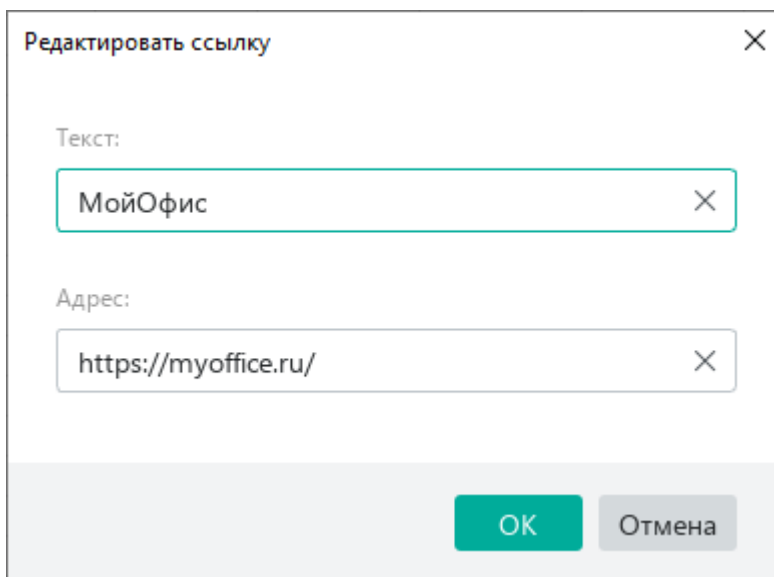 Редактировать ссылку
Текст:
МойОфис
Адрес:
https://myoffice.ru/
ОК Отмена